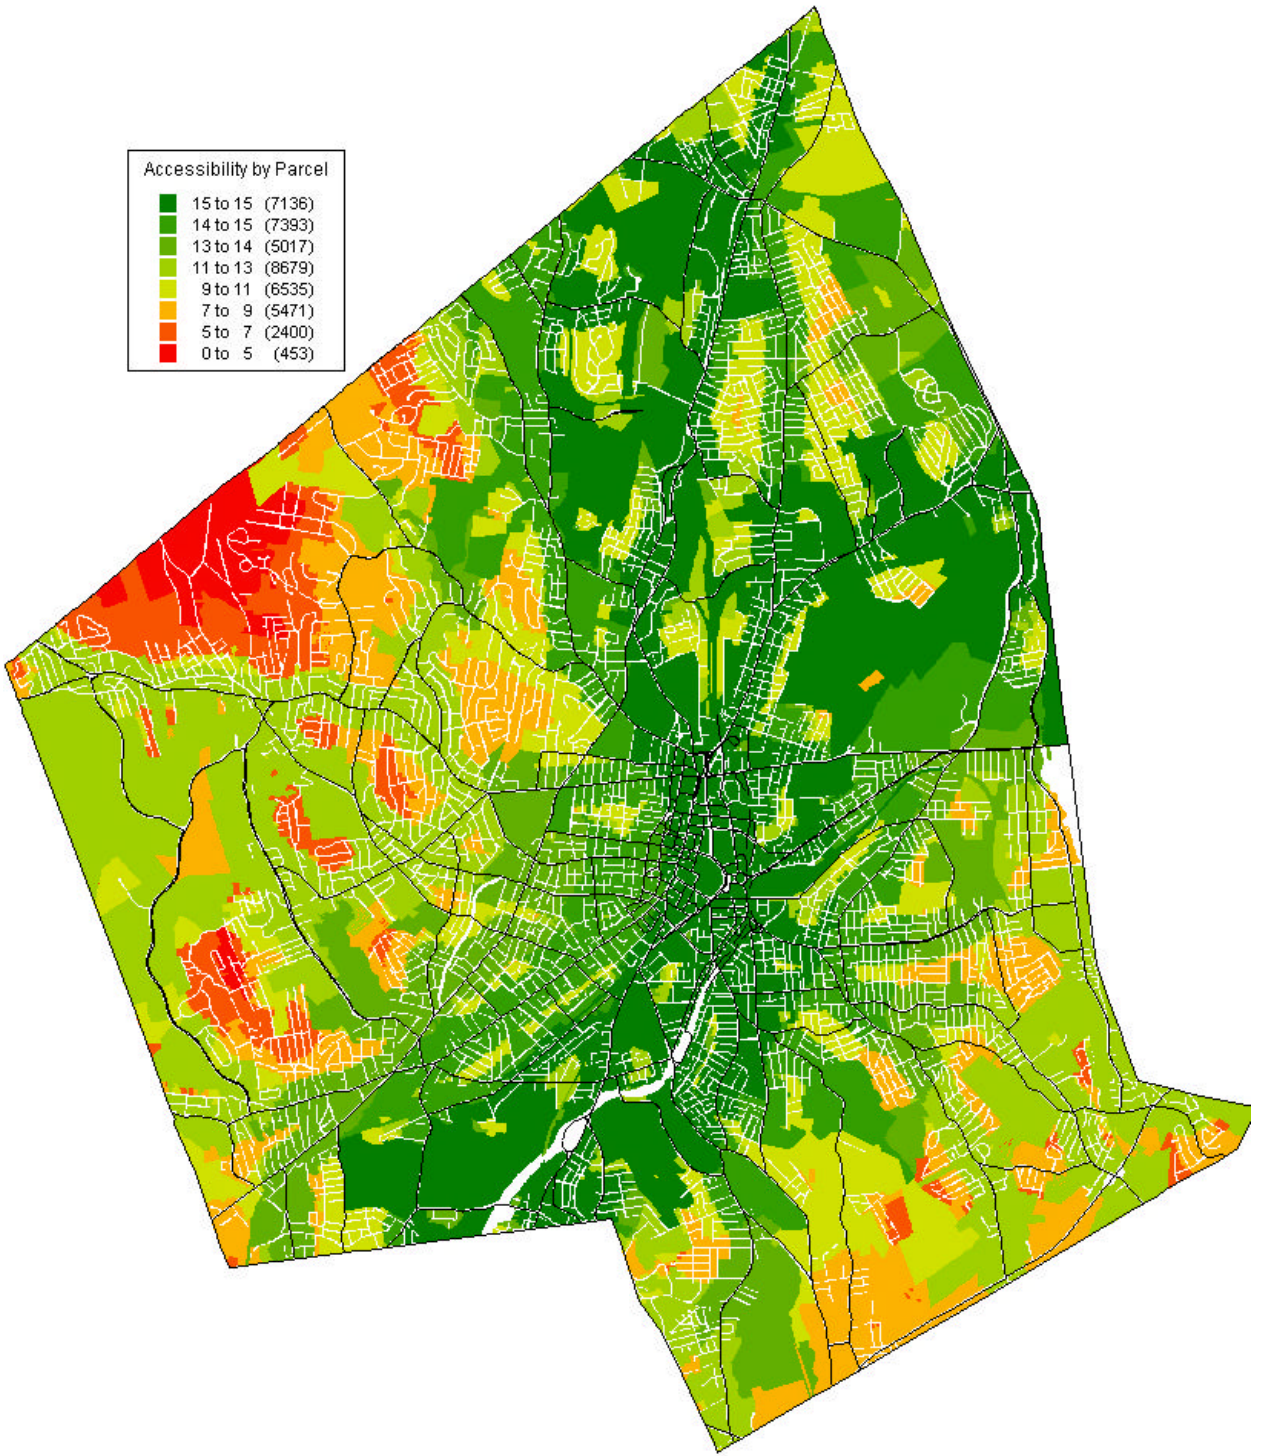 Accessibility by Parcel
15 to 15 (7136)
14 to 15 (7393)
13 to 14 (5017)
11 to 13 (8679)
9 to 11 (6535)
7 to 9 (5471)
5 to 7 (2400)
0 to 5 (453)